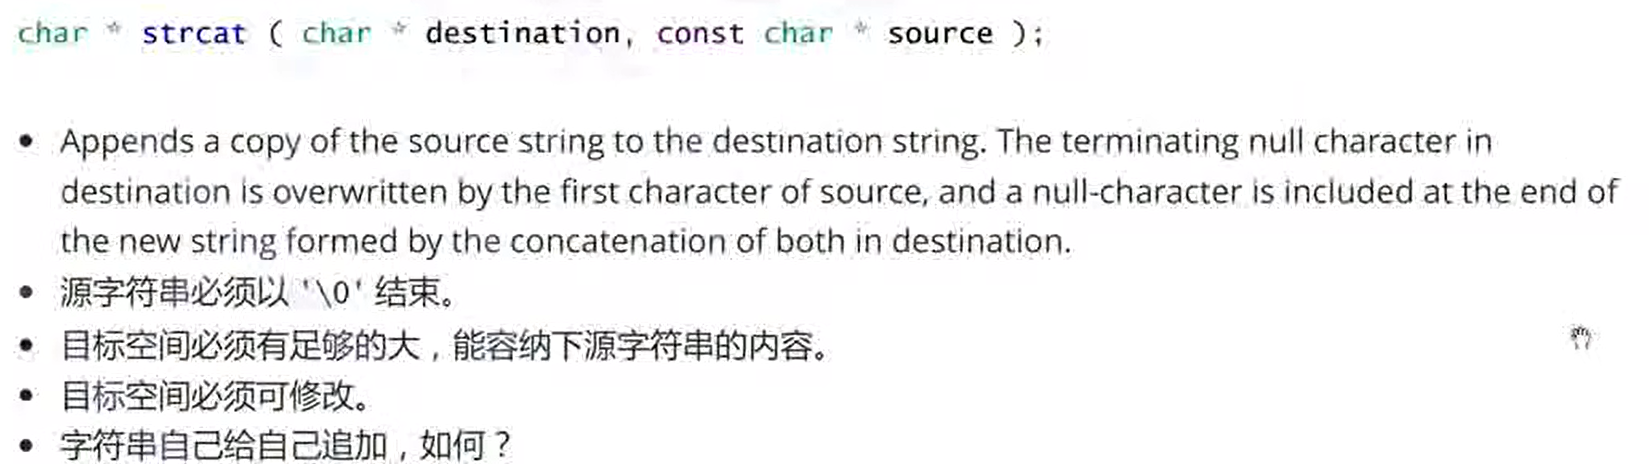 char * strcat ( char * destination, const char * source );
• Appends a copy of the source string to the destination string. The terminating null character in
destination is overwritten by the first character of source, and a null-character is included at the end of
the new string formed by the concatenation of both in destination.
• 源字符串必须以 '\0' 结束。
• 目标空间必须有足够的大，能容纳下源字符串的内容。
• 目标空间必须可修改。
• 字符串自己给自己追加，如何？